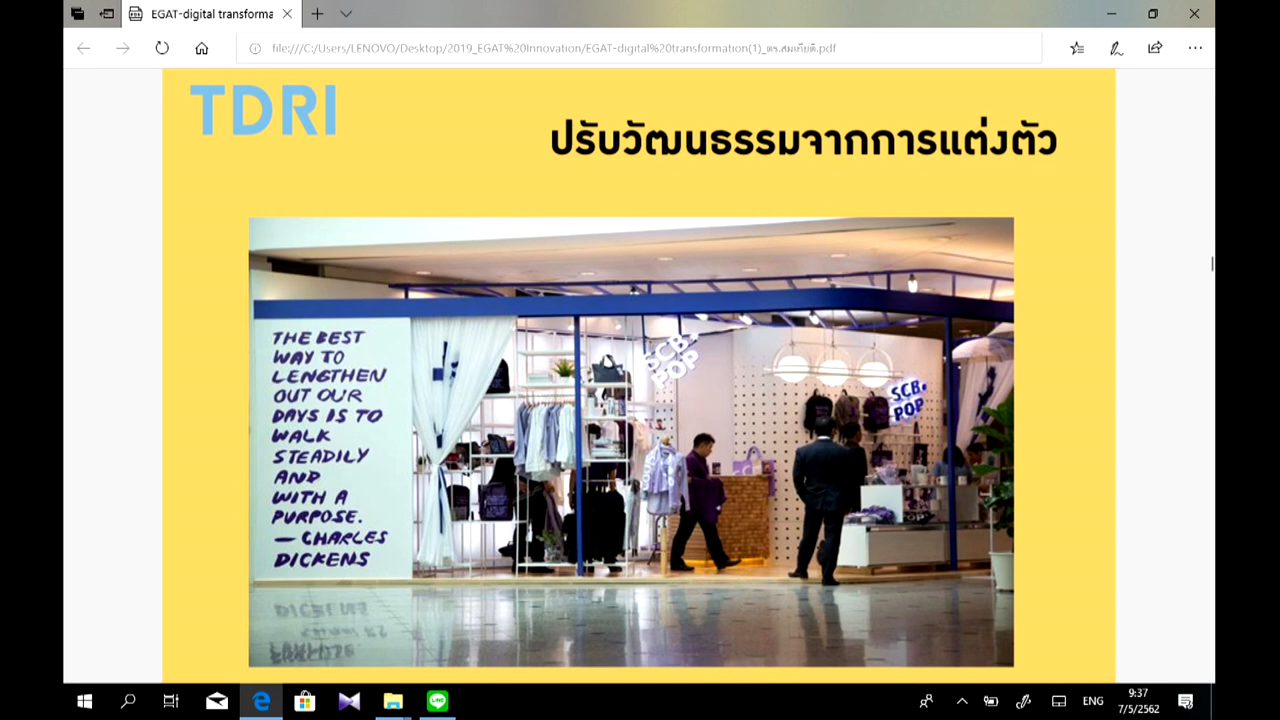 EGAT-digital transforma
file:///C:/Users/LENOVO/Desktop/2019_EGAT%20Innovation/EGAT-digital%20transformation(1)_ดร.สมเกียติ.pdf
TDRI
ปรับวัฒนธรรมจากการแต่งตัว
THE BEST
WAY TO
LENGTHEN
OUT OUR
DAYS IS TO
WALK
STEADILY
AND
WITH A
PURPOSE.
— CHARLES
DICKENS
SCB.
POP
SCB.
POP
LINE
ENG
9:37
7/5/2562